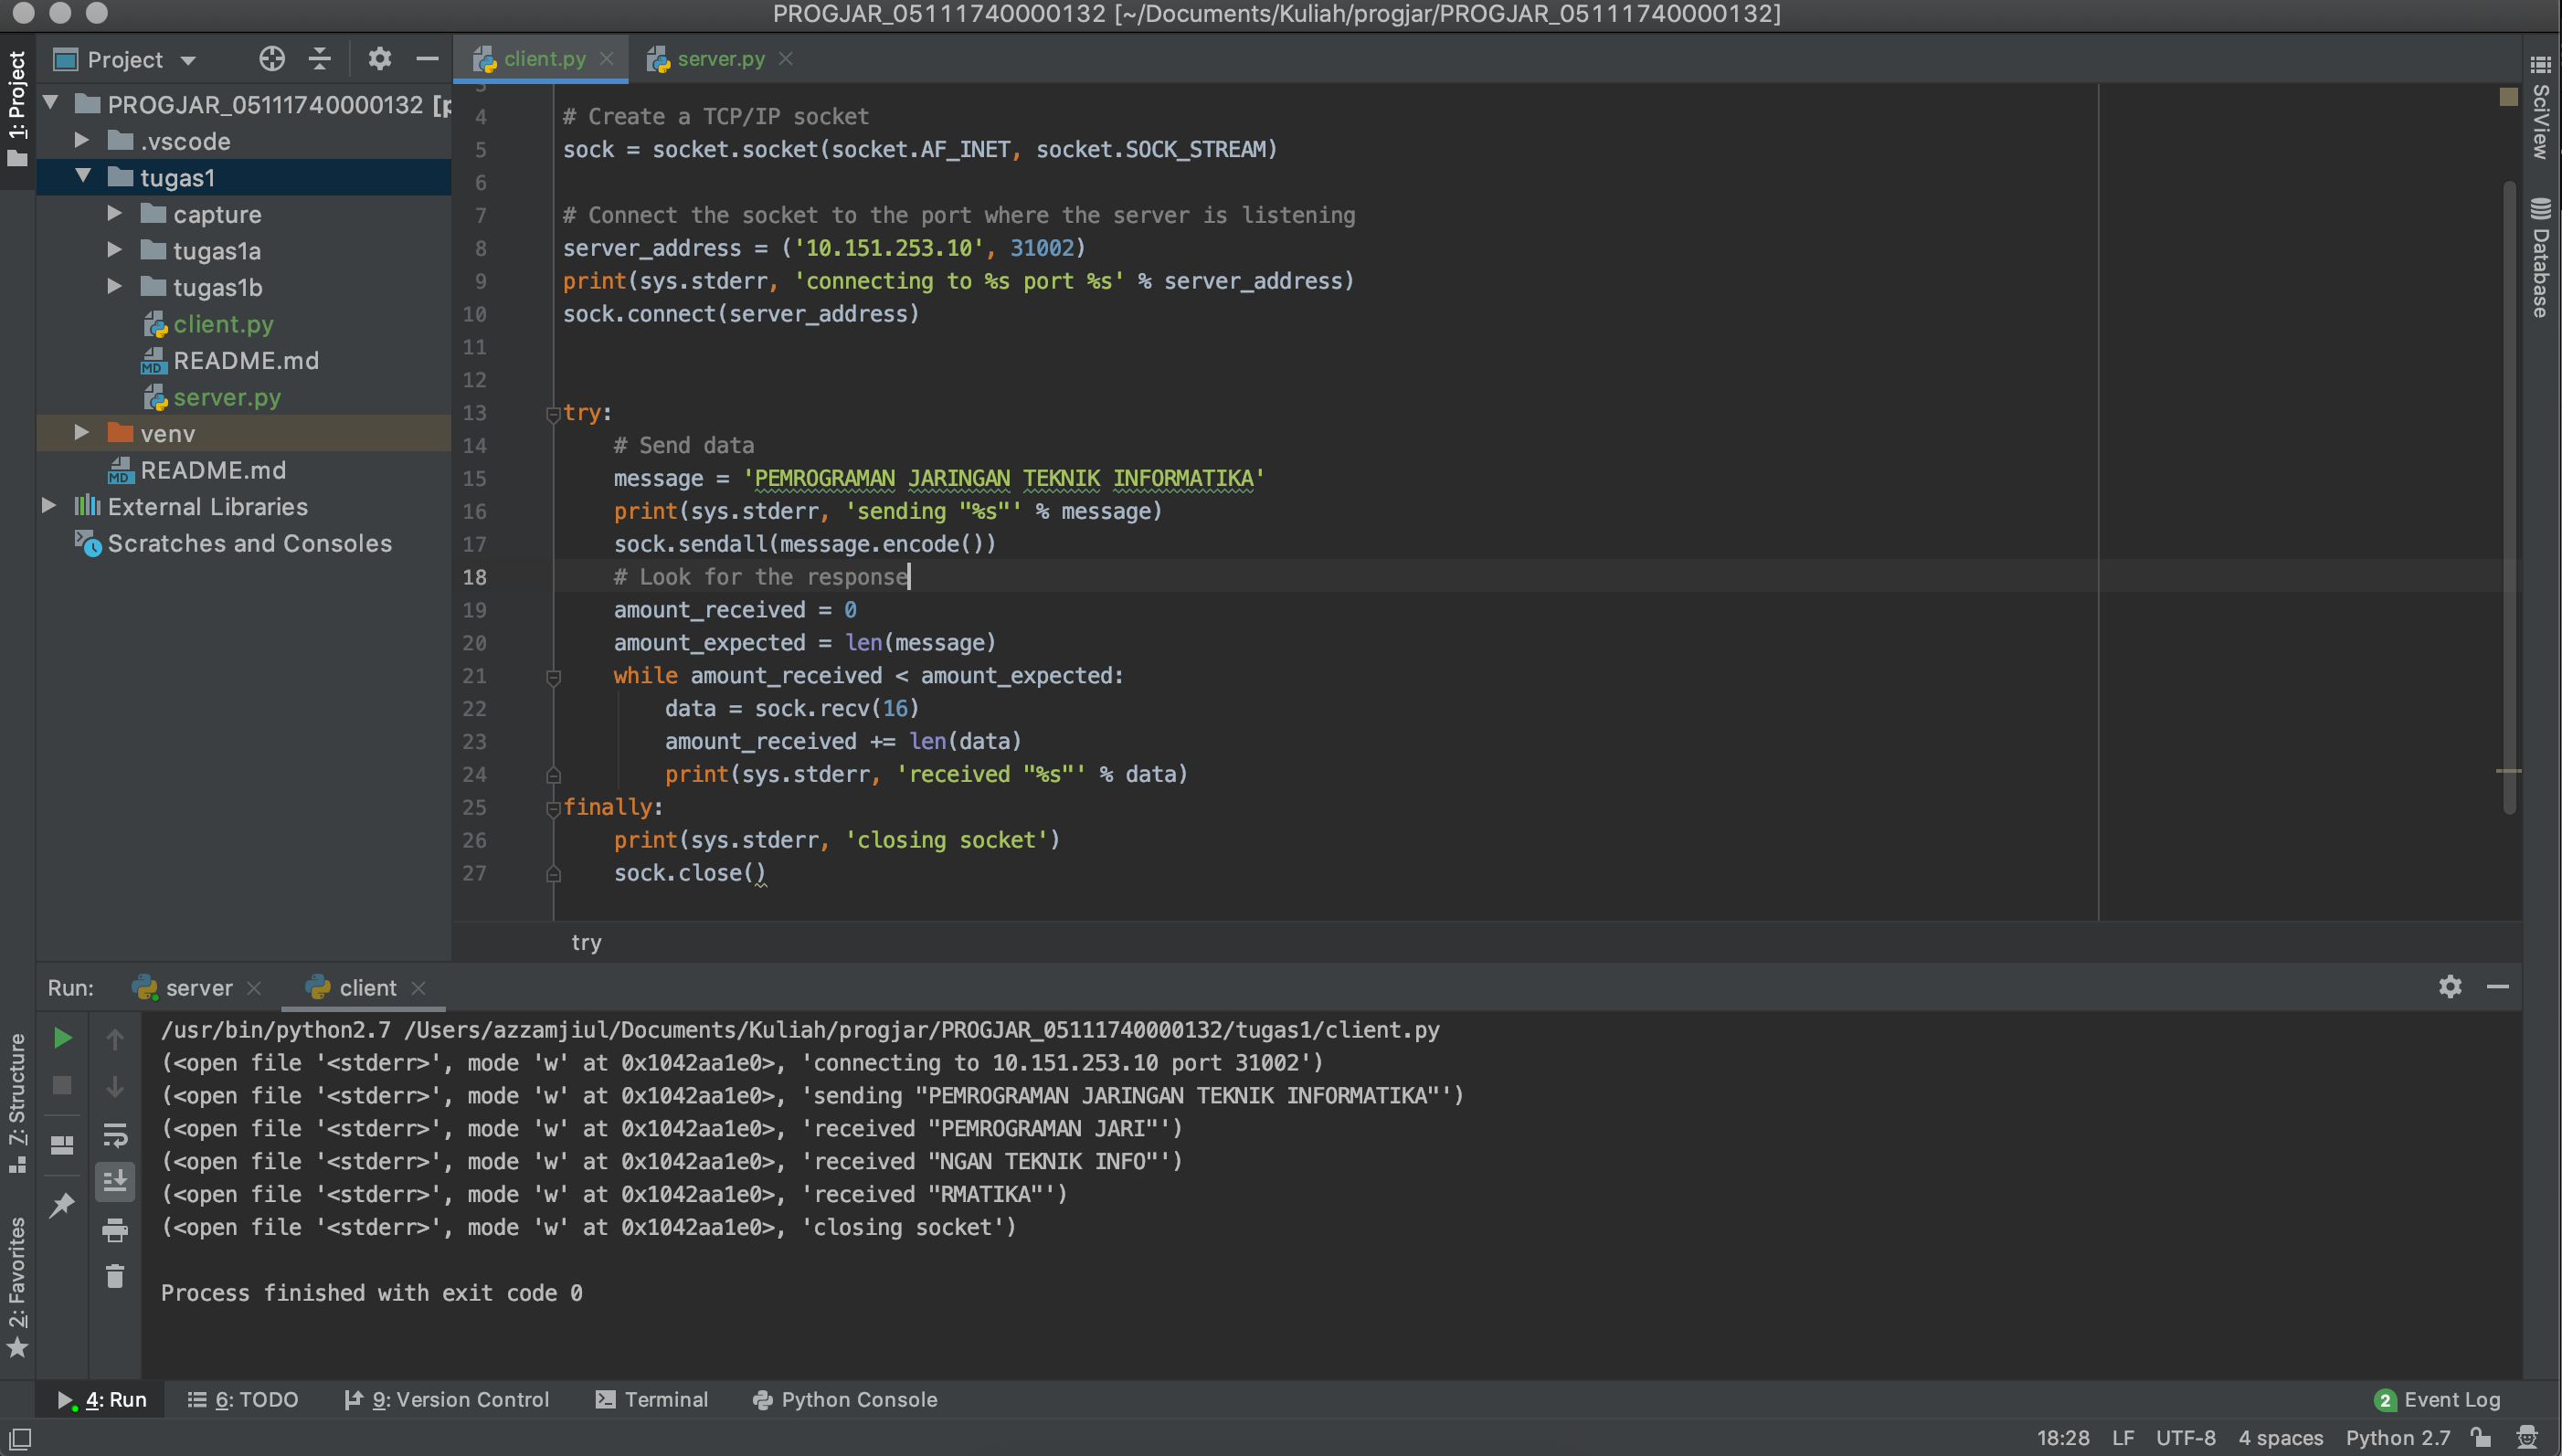 PROGJAR_05111740000132 [~/Documents/Kuliah/progjar/PROGJAR_05111740000132]
1: Project
Project
client.py
server.py
PROGJAR_05111740000132 [p
.vscode
tugas1
capture
tugas1a
tugas1b
client.py
README.md
server.py
venv
README.md
External Libraries
Scratches and Consoles
3
4 # Create a TCP/IP socket
5 sock = socket.socket(socket.AF_INET, socket.SOCK_STREAM)
6
7 # Connect the socket to the port where the server is listening
8 server_address = ('10.151.253.10', 31002)
9 print(sys.stderr, 'connecting to %s port %s' % server_address)
10 sock.connect(server_address)
11
12
13 try:
14 # Send data
15 message = 'PEMROGRAMAN JARINGAN TEKNIK INFORMATIKA'
16 print(sys.stderr, 'sending "%s"' % message)
17 sock.sendall(message.encode())
18 # Look for the response
19 amount_received = 0
20 amount_expected = len(message)
21 while amount_received < amount_expected:
22 data = sock.recv(16)
23 amount_received += len(data)
24 print(sys.stderr, 'received "%s"' % data)
25 finally:
26 print(sys.stderr, 'closing socket')
27 sock.close()
try
SciView
Database
Run:
server
client
/usr/bin/python2.7 /Users/azzamjiul/Documents/Kuliah/progjar/PROGJAR_05111740000132/tugas1/client.py
(<open file '<stderr>', mode 'w' at 0x1042aa1e0>, 'connecting to 10.151.253.10 port 31002')
(<open file '<stderr>', mode 'w' at 0x1042aa1e0>, 'sending "PEMROGRAMAN JARINGAN TEKNIK INFORMATIKA"')
(<open file '<stderr>', mode 'w' at 0x1042aa1e0>, 'received "PEMROGRAMAN JARI"')
(<open file '<stderr>', mode 'w' at 0x1042aa1e0>, 'received "NGAN TEKNIK INFO"')
(<open file '<stderr>', mode 'w' at 0x1042aa1e0>, 'received "RMATIKA"')
(<open file '<stderr>', mode 'w' at 0x1042aa1e0>, 'closing socket')
Process finished with exit code 0
7: Structure
2: Favorites
4: Run
6: TODO
9: Version Control
Terminal
Python Console
2 Event Log
18:28 LF UTF-8 4 spaces Python 2.7